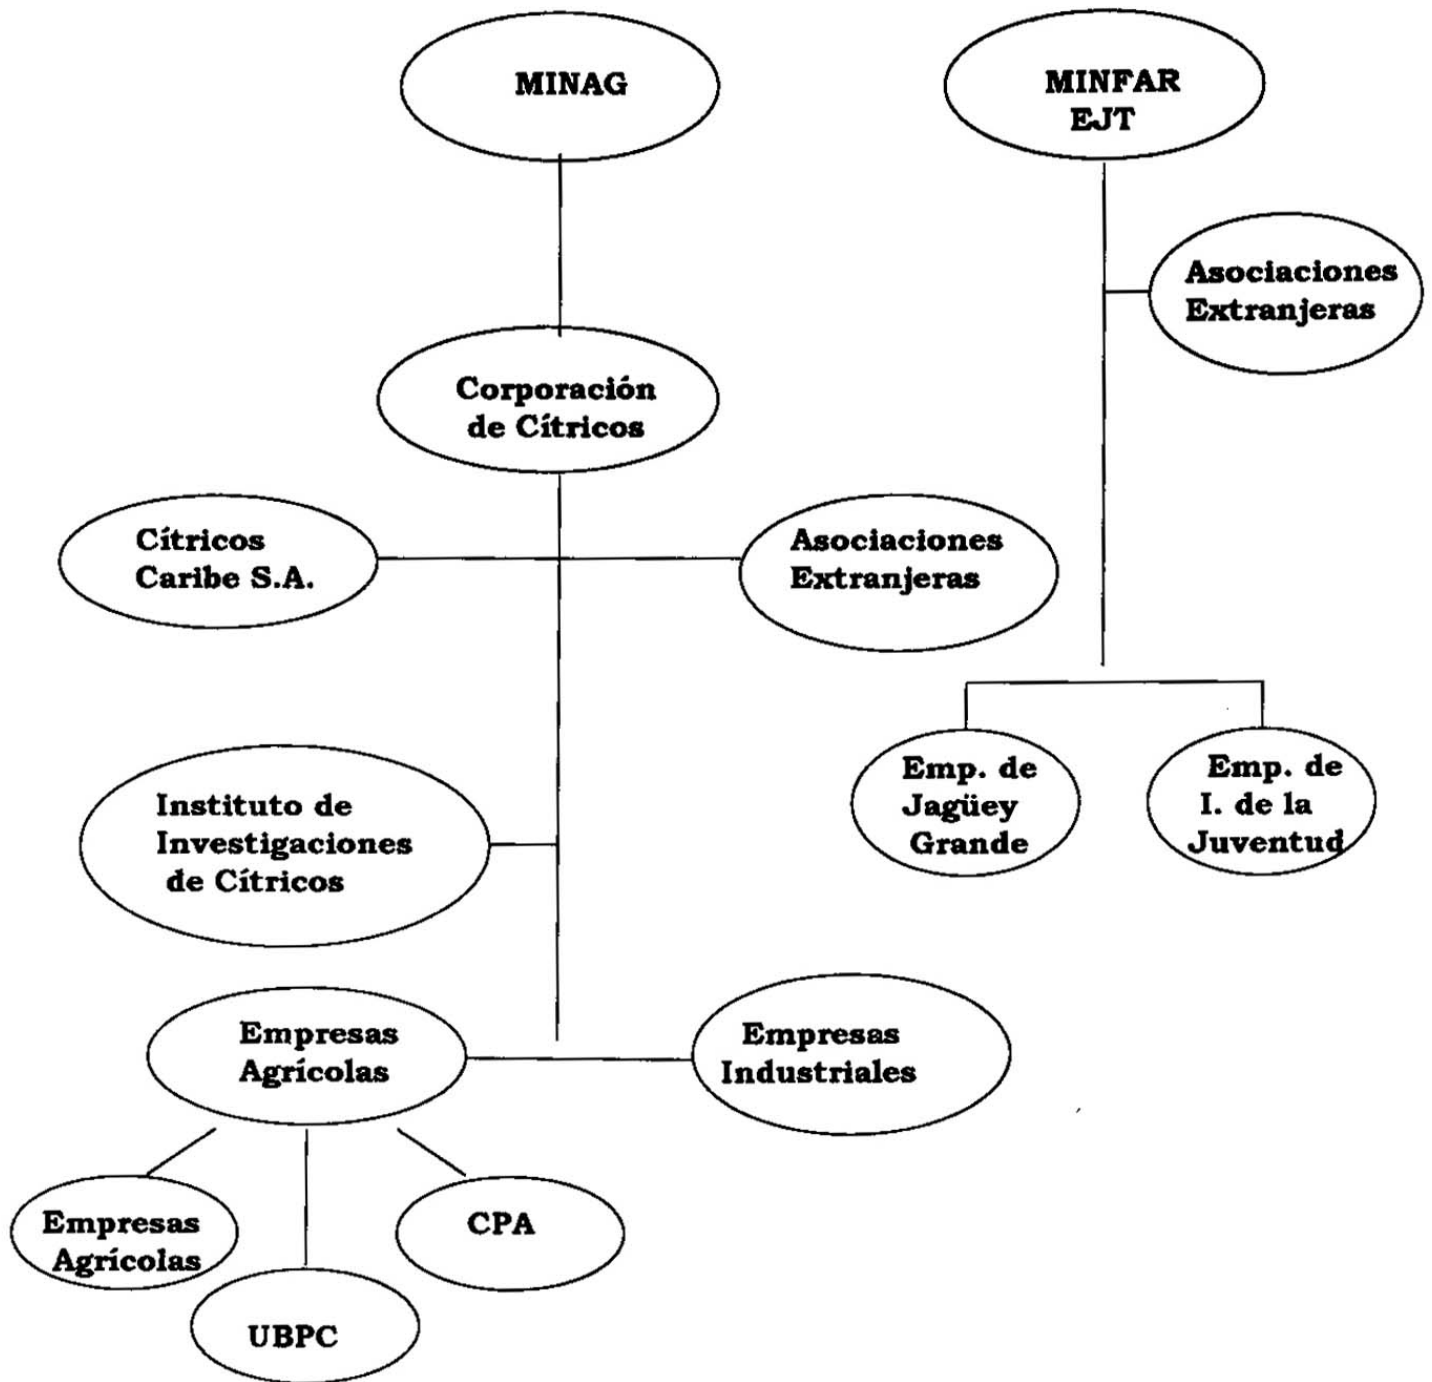 MINAG
MINFAR
EJT
Asociaciones
Extranjeras
Corporación
de Cítricos
Cítricos
Caribe S.A.
Asociaciones
Extranjeras
Emp. de
Jagüey
Grande
Emp. de
I. de la
Juventud
Instituto de
Investigaciones
de Cítricos
Empresas
Agrícolas
Empresas
Industriales
Empresas
Agrícolas
CPA
UBPC